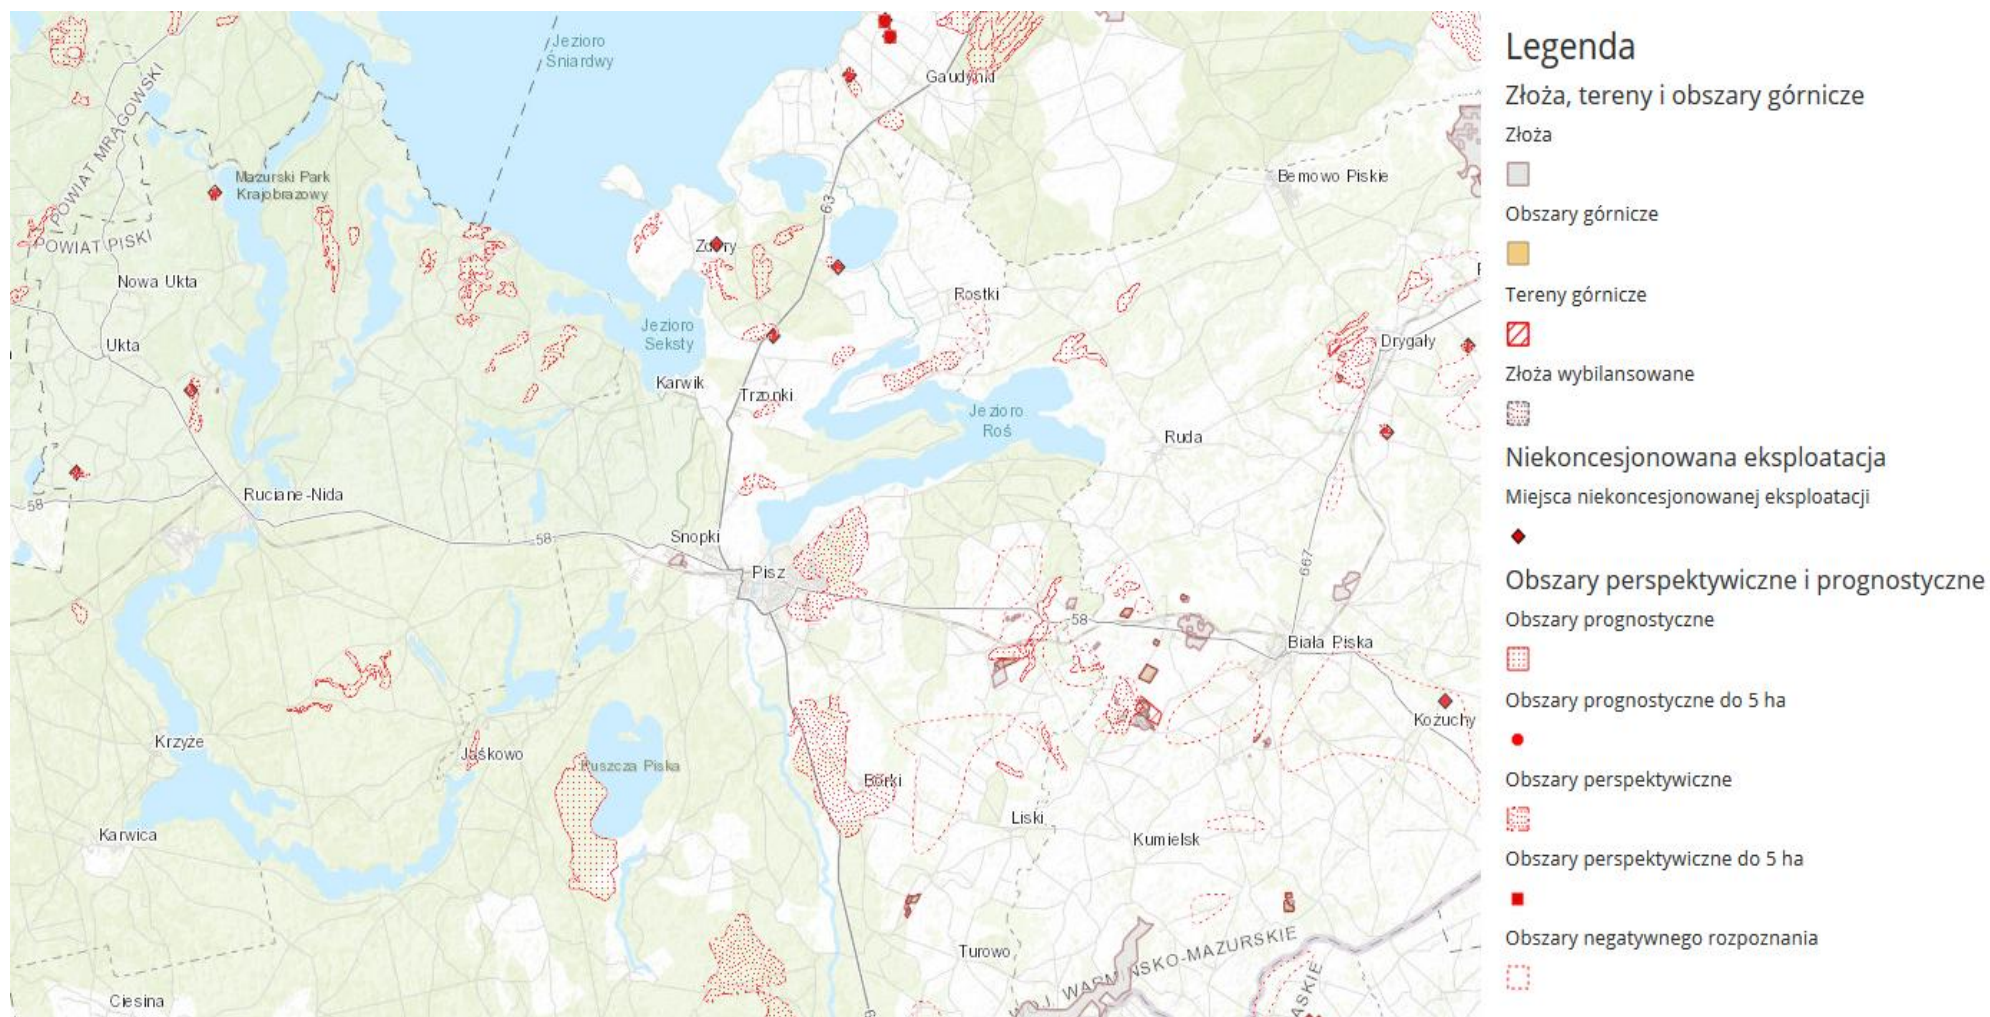 Jezioro
Śniardwy
Gaudynki
POWIAT MRĄGOWSKI
Mazurski Park
Krajobrazowy
Bemowo Piskie
63
POWIAT PISKI
Zdory
Nowa Ukta
Rostki
Jezioro
Seksty
Ukta
Drygały
Karwik
Trzonki
Jezioro
Roś
Ruda
Ruciane-Nida
58
58
Snopki
Pisz
667
58
Biała Piska
Kożuchy
Krzyże
Jaśkowo
Puszcza Piska
Borki
Liski
Karwica
Kumielsk
Turowo
WOJ. WARMIŃSKO-MAZURSKIE
Ciesina
Legenda
Złoża, tereny i obszary górnicze
Złoża
Obszary górnicze
Tereny górnicze
Złoża wybilansowane
Niekoncesjonowana eksploatacja
Miejsca niekoncesjonowanej eksploatacji
Obszary perspektywiczne i prognostyczne
Obszary prognostyczne
Obszary prognostyczne do 5 ha
Obszary perspektywiczne
Obszary perspektywiczne do 5 ha
Obszary negatywnego rozpoznania